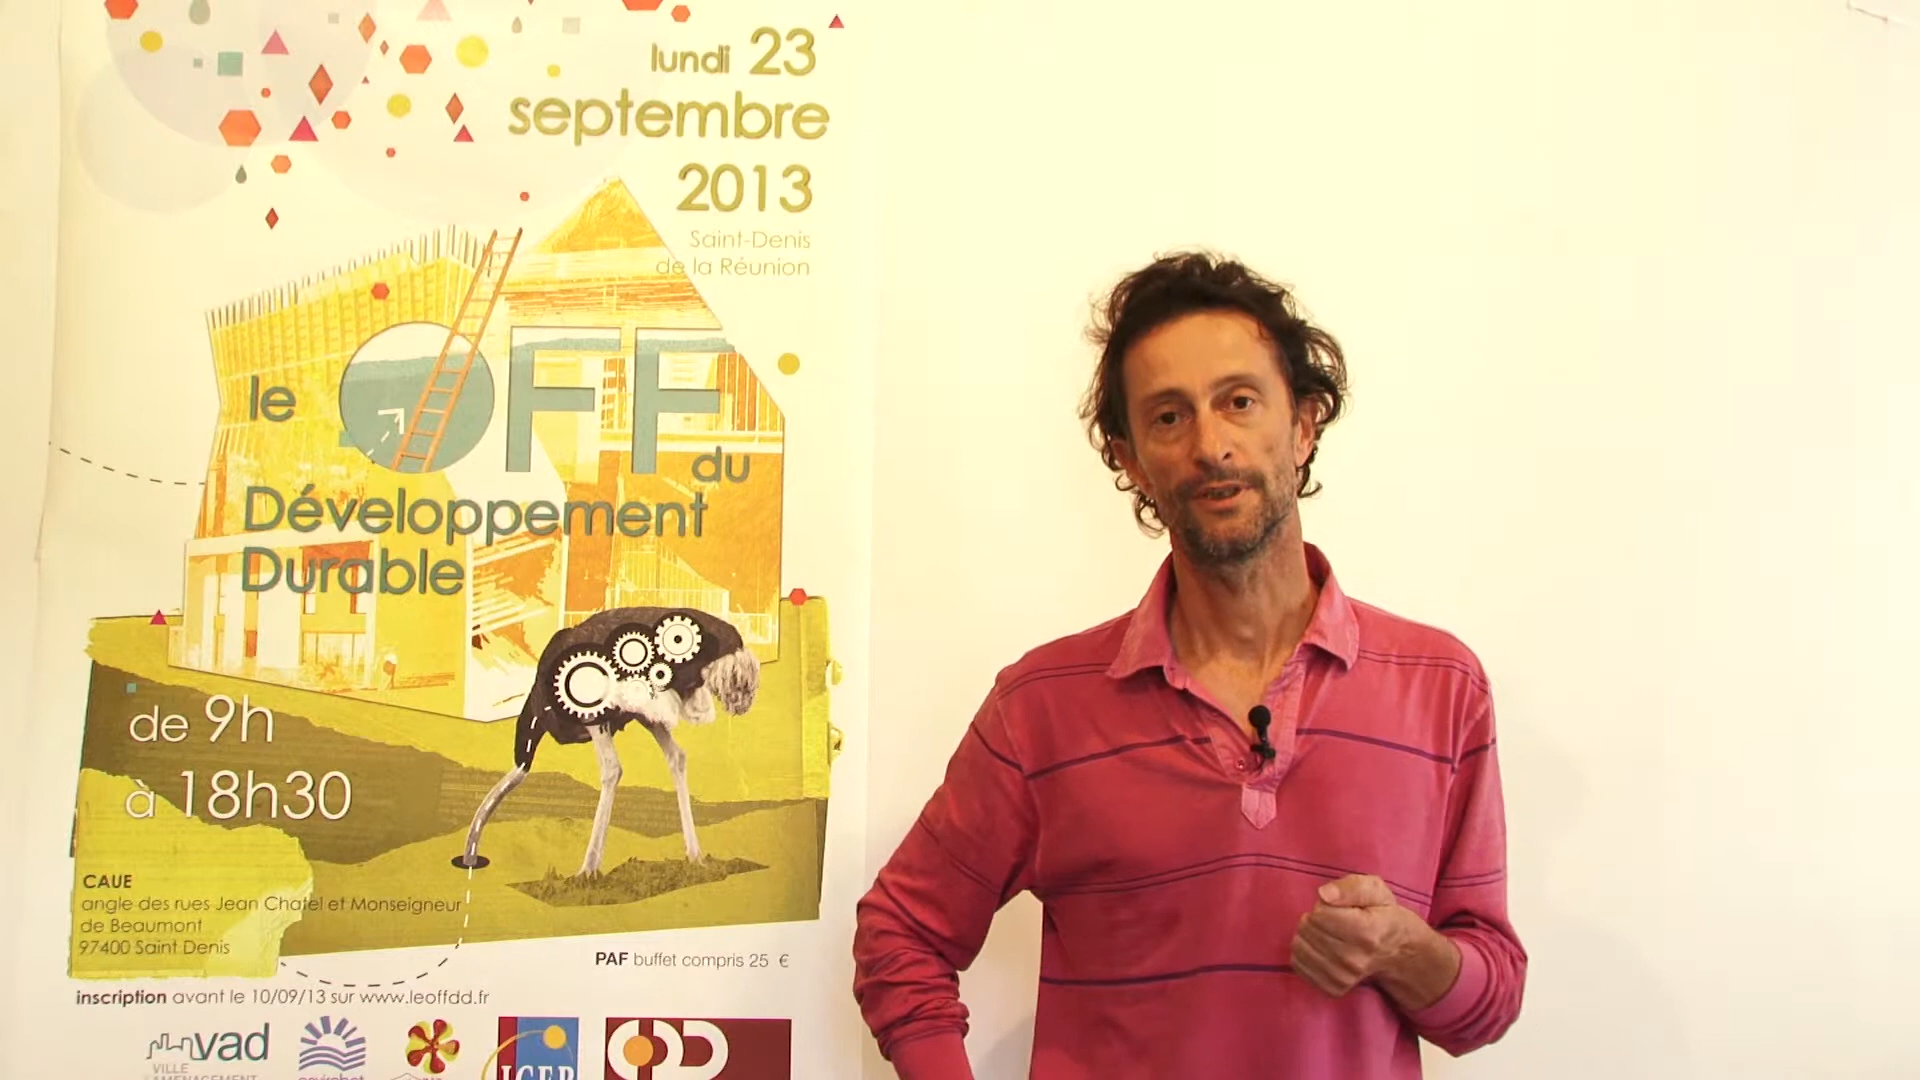 lundi 23
septembre
2013
Saint-Denis
de la Réunion
le OFF du
Développement
Durable
de 9h
à 18h30
CAUE
angle des rues Jean Chatel et Monseigneur
de Beaumont
97400 Saint Denis
PAF buffet compris 25 €
inscription avant le 10/09/13 sur www.leoffdd.fr
vad
VILLE